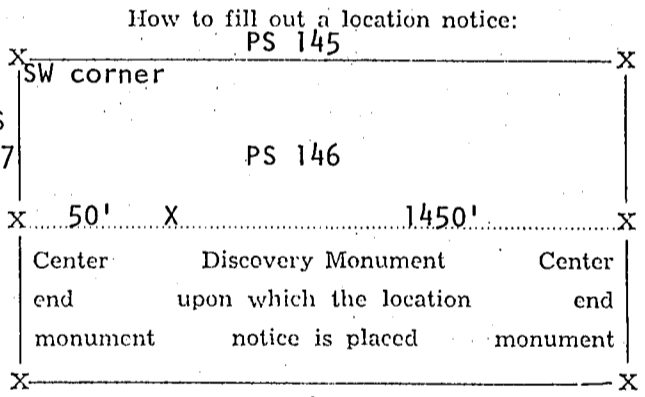 How to fill out a location notice:
PS 145
X X
SW corner
S
7 PS 146
X 50' X 1450' X
Center Discovery Monument Center
end upon which the location end
monument notice is placed monument
X X